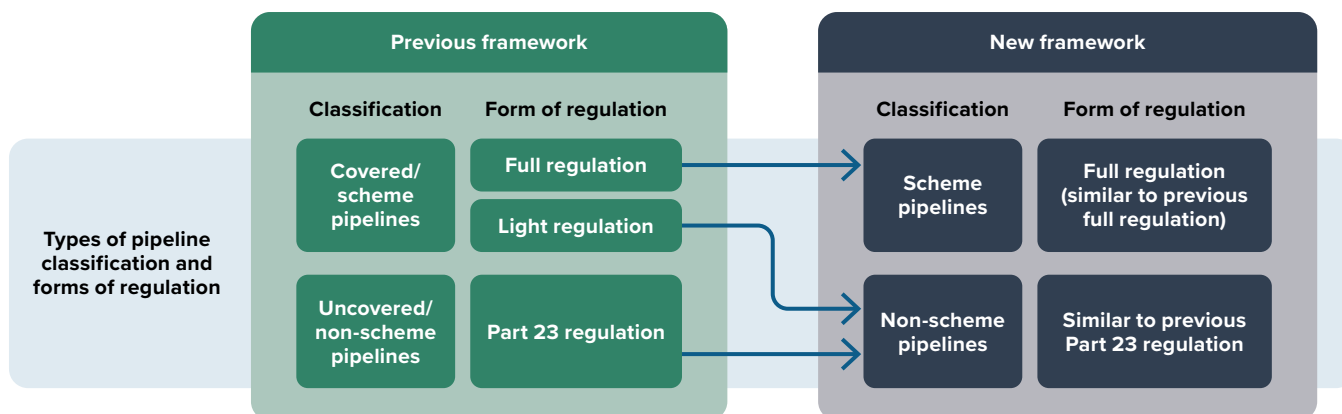 Previous framework
New framework
Classification
Form of regulation
Classification
Form of regulation
Types of pipeline
classification and
forms of regulation
Covered/
scheme
pipelines
Full regulation
Light regulation
Scheme
pipelines
Full regulation
(similar to previous
full regulation)
Uncovered/
non-scheme
pipelines
Part 23 regulation
Non-scheme
pipelines
Similar to previous
Part 23 regulation